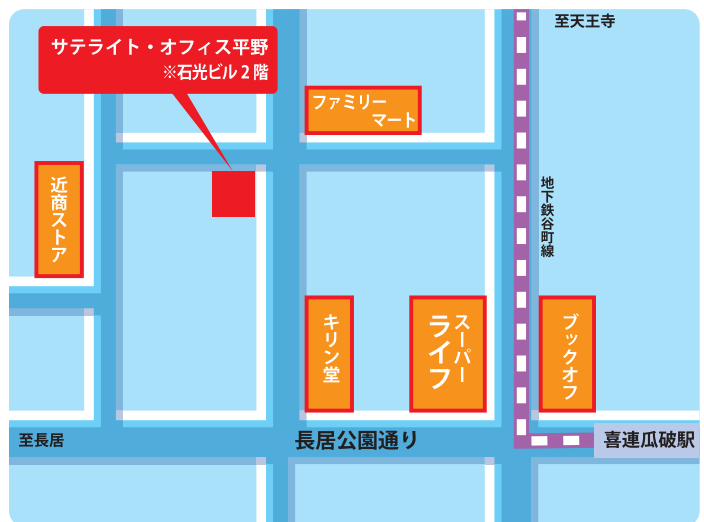 至天王寺
サテライト・オフィス平野
※石光ビル2階
ファミリー
マート
近商ストア
地下鉄谷町線
キリン堂
スーパー
ライフ
ブックオフ
至長居
長居公園通り
喜連瓜破駅